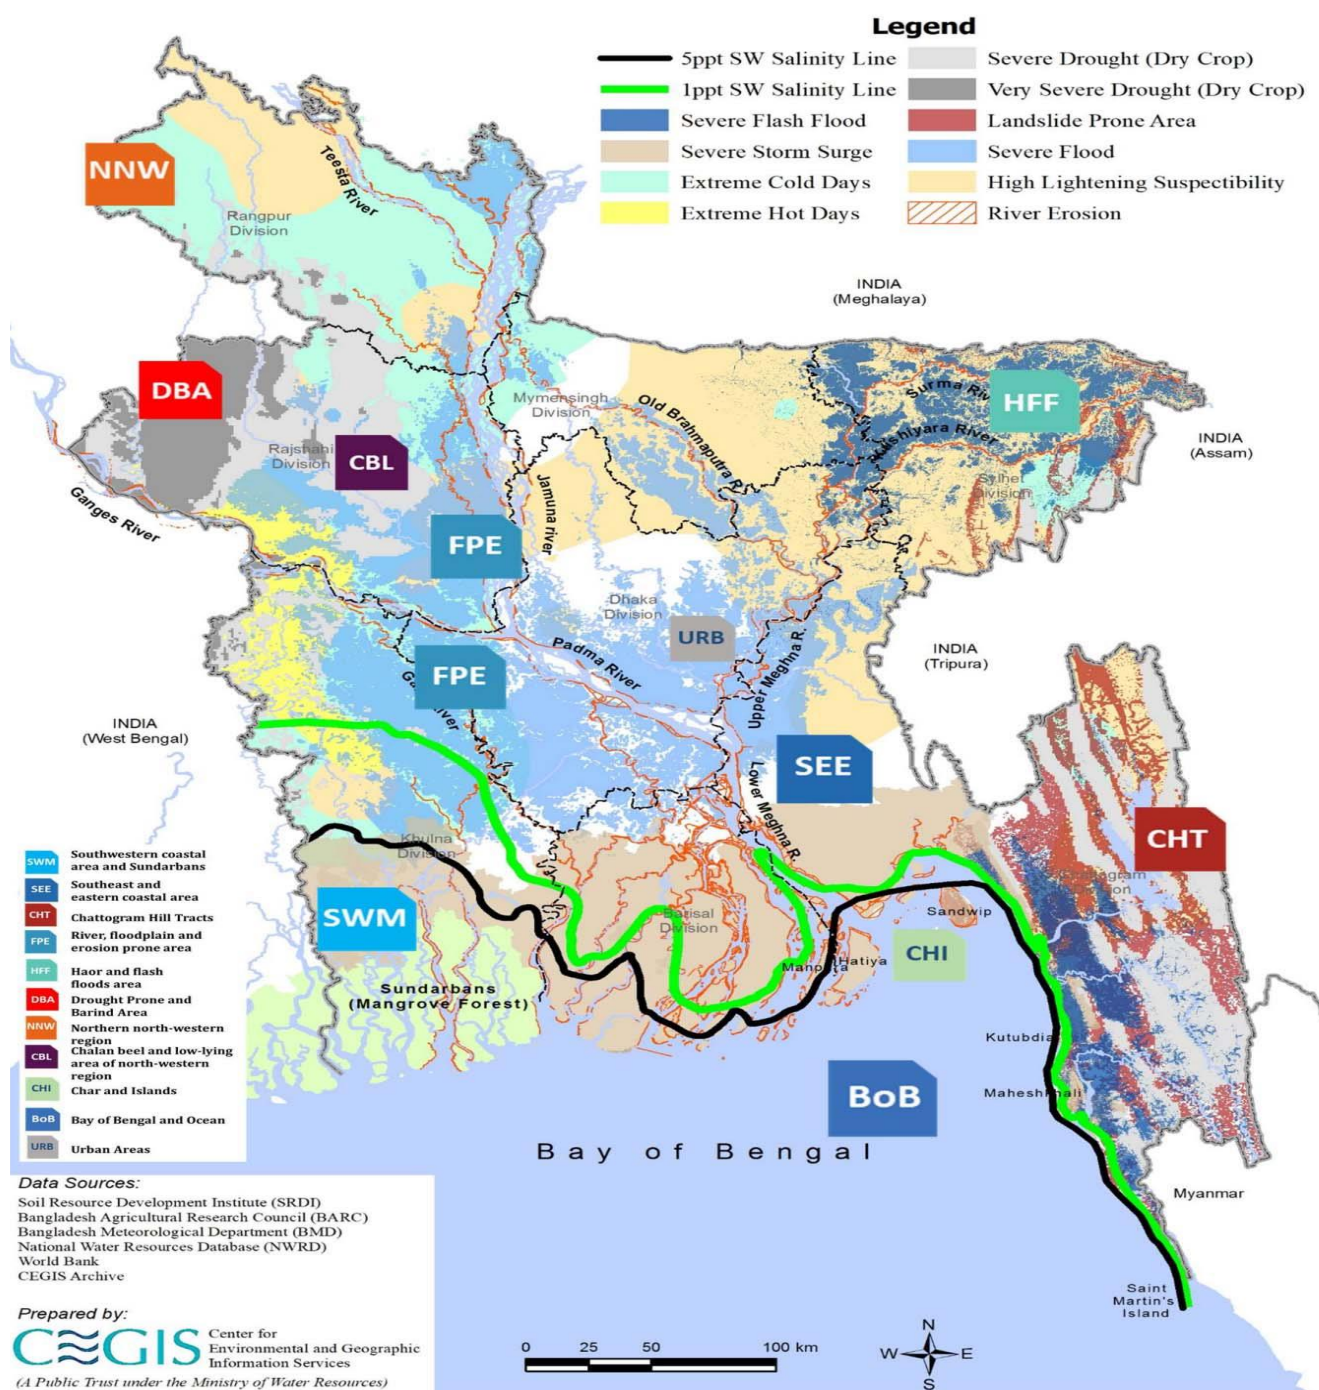 Legend
5ppt SW Salinity Line
1ppt SW Salinity Line
Severe Flash Flood
Severe Storm Surge
Extreme Cold Days
Extreme Hot Days
Severe Drought (Dry Crop)
Very Severe Drought (Dry Crop)
Landslide Prone Area
Severe Flood
High Lightening Suspectibility
River Erosion
NNW
Teesta River
Rangpur
Division
INDIA
(Meghalaya)
DBA
Mymensingh
Division
Old Brahmaputra R.
Surma Riv
HFF
Kushiyara River
INDIA
(Assam)
Rajshahi
Division
CBL
Sylhet
Division
Ganges River
Jamuna river
FPE
Dhaka
Division
URB
Padma River
Upper Meghna R.
INDIA
(Tripura)
FPE
Ga
River
INDIA
(West Bengal)
SEE
Lower Meghna R.
Khulna
Division
CHT
Division
SWM
Barisal
Division
Sandwip
Hatiya
CHI
Sundarbans
(Mangrove Forest)
Kutubdia
BoB
Bay of Bengal
Myanmar
Saint
Martin's
Island
SWM Southwestern coastal
area and Sundarbans
SEE Southeast and
eastern coastal area
CHT Chattogram Hill Tracts
FPE River, floodplain and
erosion prone area
HFF Haor and flash
floods area
DBA Drought Prone and
Barind Area
NNW Northern north-western
region
CBL Chalan beel and low-lying
area of north-western
region
CHI Char and Islands
BoB Bay of Bengal and Ocean
URB Urban Areas
Data Sources:
Soil Resource Development Institute (SRDI)
Bangladesh Agricultural Research Council (BARC)
Bangladesh Meteorological Department (BMD)
National Water Resources Database (NWRD)
World Bank
CEGIS Archive
Prepared by:
CEGIS Center for
Environmental and Geographic
Information Services
(A Public Trust under the Ministry of Water Resources)
0 25 50 100 km
N
W E
S